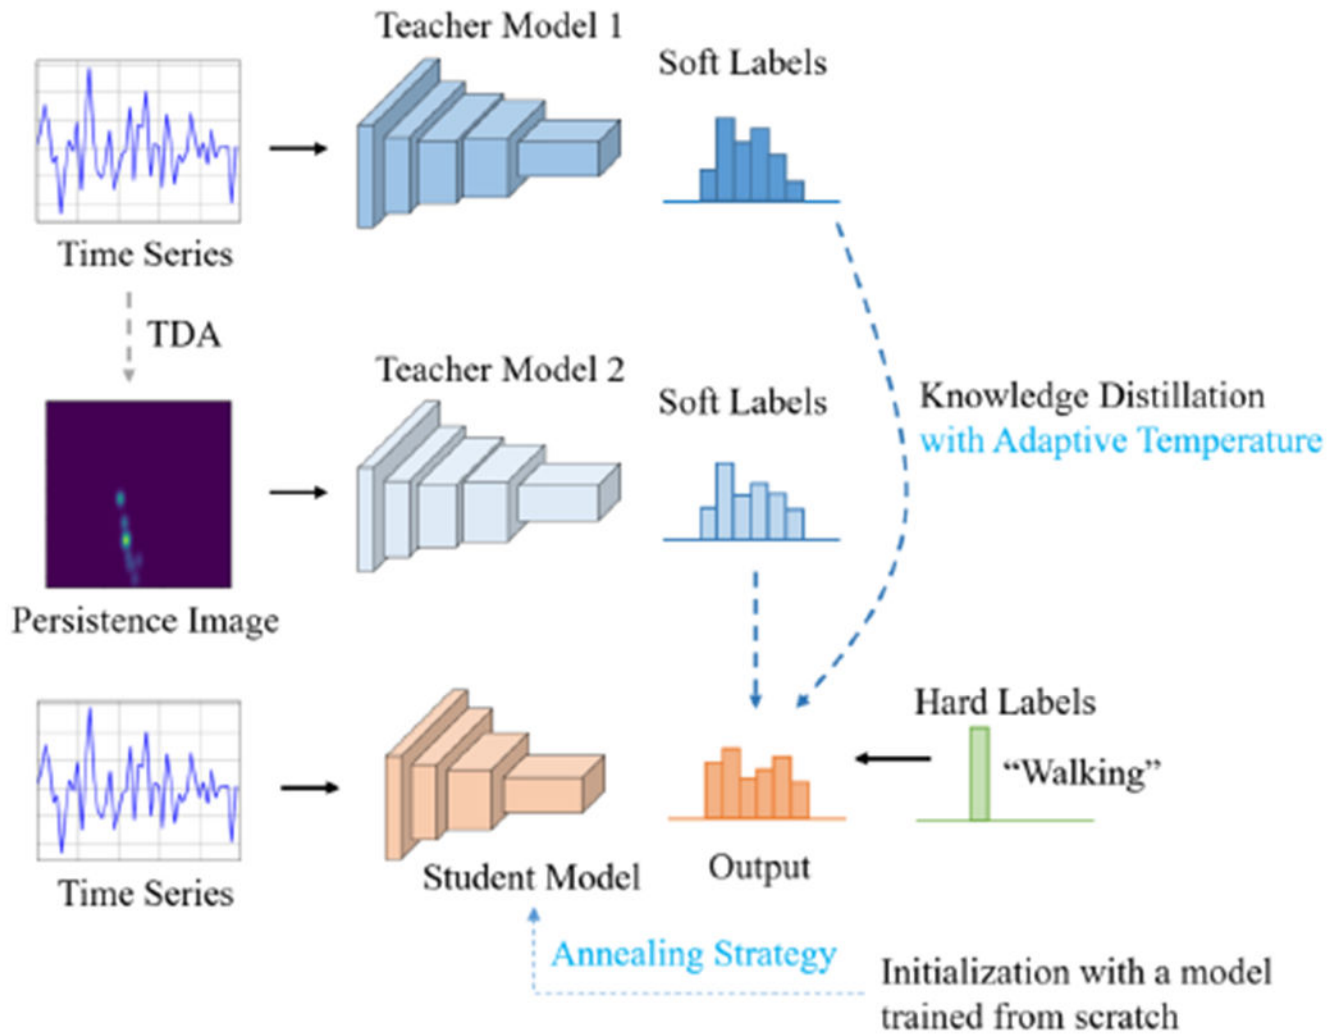 Teacher Model 1
Soft Labels
Time Series
TDA
Teacher Model 2
Soft Labels
Knowledge Distillation
with Adaptive Temperature
Persistence Image
Hard Labels
“Walking”
Output
Student Model
Time Series
Annealing Strategy
Initialization with a model
trained from scratch